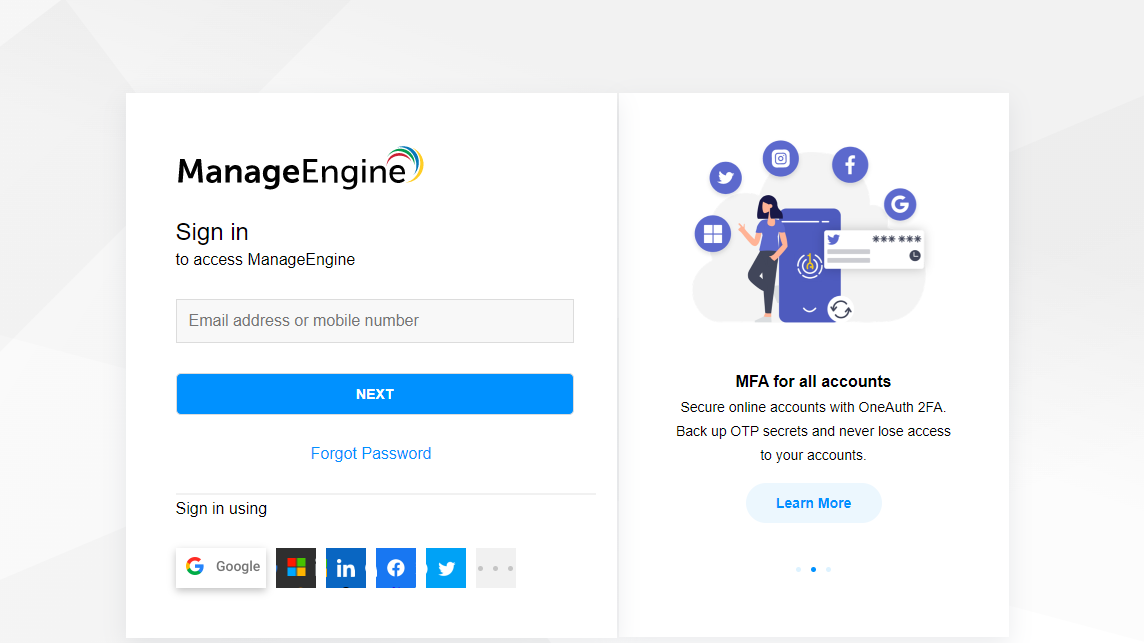 ManageEngine
Sign in
to access ManageEngine
Email address or mobile number
NEXT
Forgot Password
Sign in using
Google
in
*** ***
MFA for all accounts
Secure online accounts with OneAuth 2FA.
Back up OTP secrets and never lose access
to your accounts.
Learn More